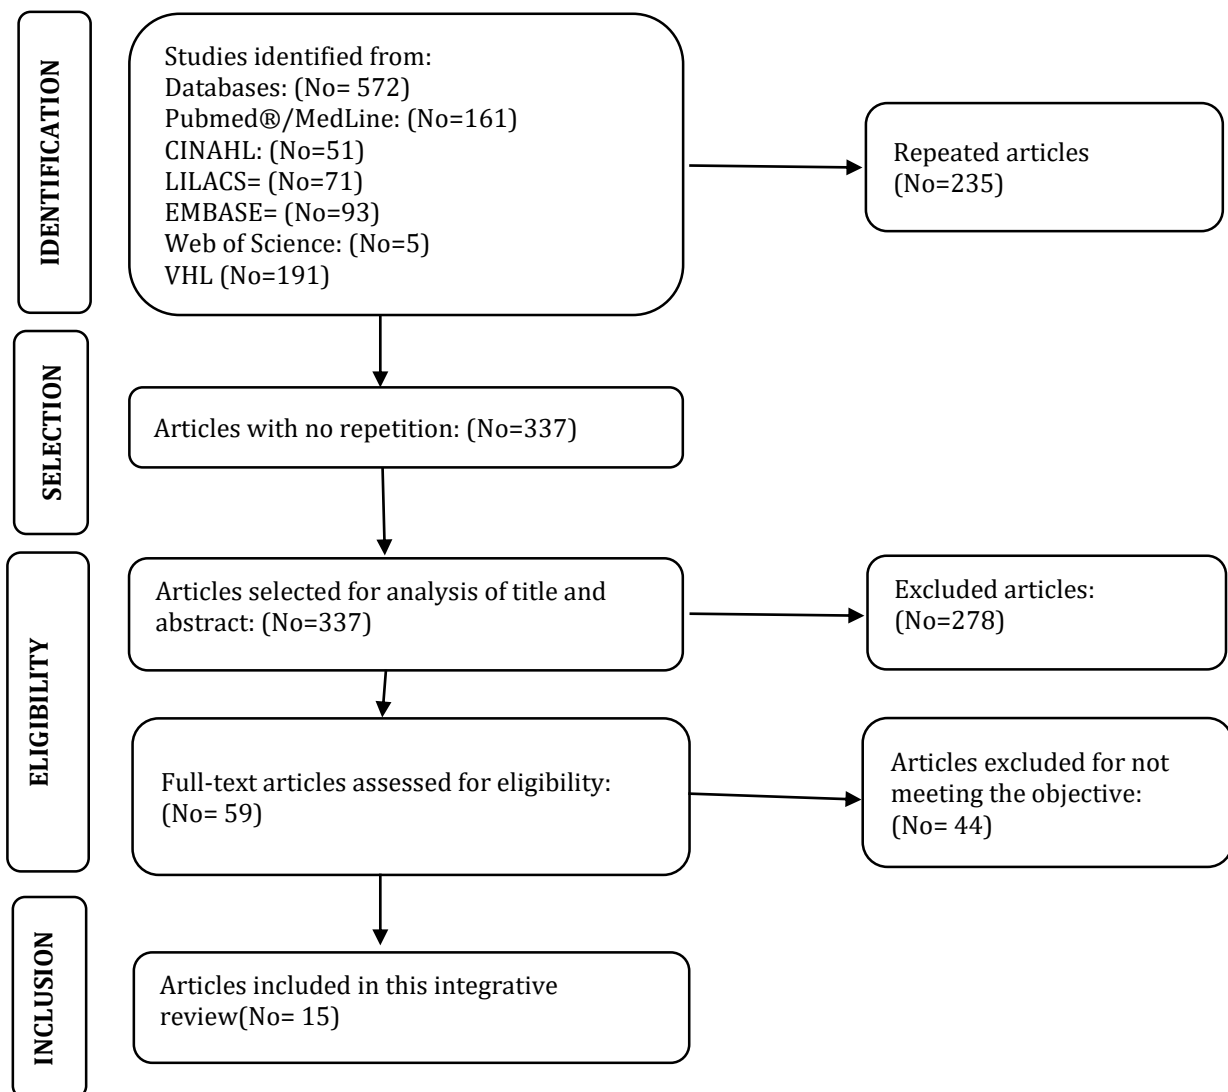 IDENTIFICATION
Studies identified from:
Databases: (No= 572)
Pubmed®/MedLine: (No=161)
CINAHL: (No=51)
LILACS= (No=71)
EMBASE= (No=93)
Web of Science: (No=5)
VHL (No=191)
Repeated articles
(No=235)
SELECTION
Articles with no repetition: (No=337)
ELIGIBILITY
Articles selected for analysis of title and
abstract: (No=337)
Excluded articles:
(No=278)
Full-text articles assessed for eligibility:
(No= 59)
Articles excluded for not
meeting the objective:
(No= 44)
INCLUSION
Articles included in this integrative
review(No= 15)